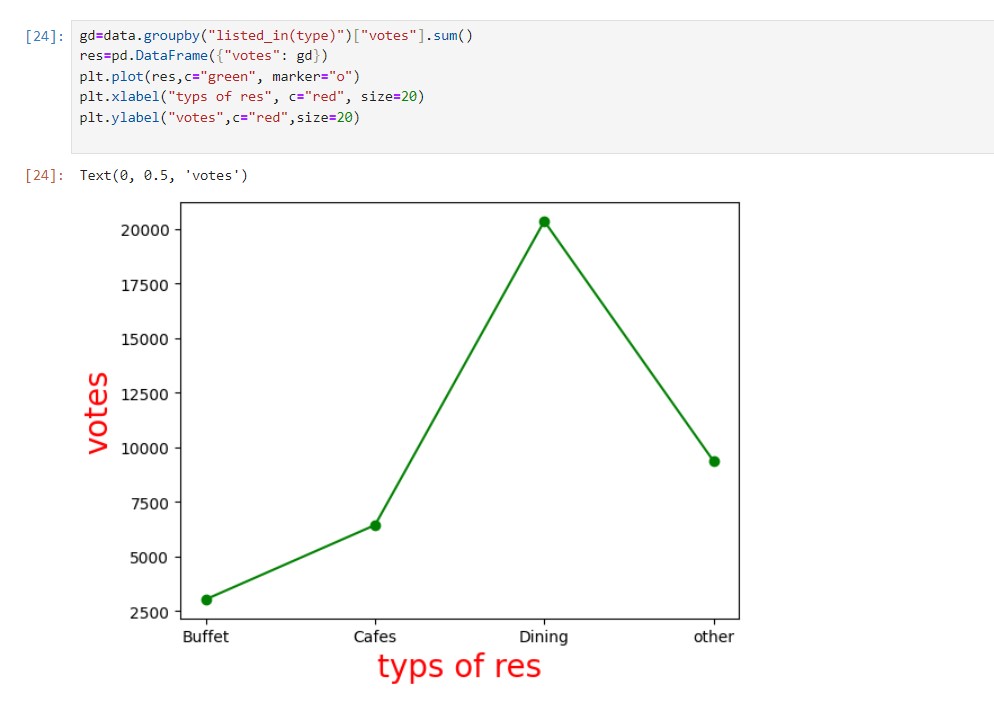 [24]: gd=data.groupby("listed_in(type)")["votes"].sum()
res=pd.DataFrame({"votes": gd})
plt.plot(res,c="green", marker="o")
plt.xlabel("typs of res", c="red", size=20)
plt.ylabel("votes",c="red",size=20)
[24]: Text(0, 0.5, 'votes')
20000
17500
15000
12500
votes
10000
7500
5000
2500
Buffet Cafes Dining other
typs of res